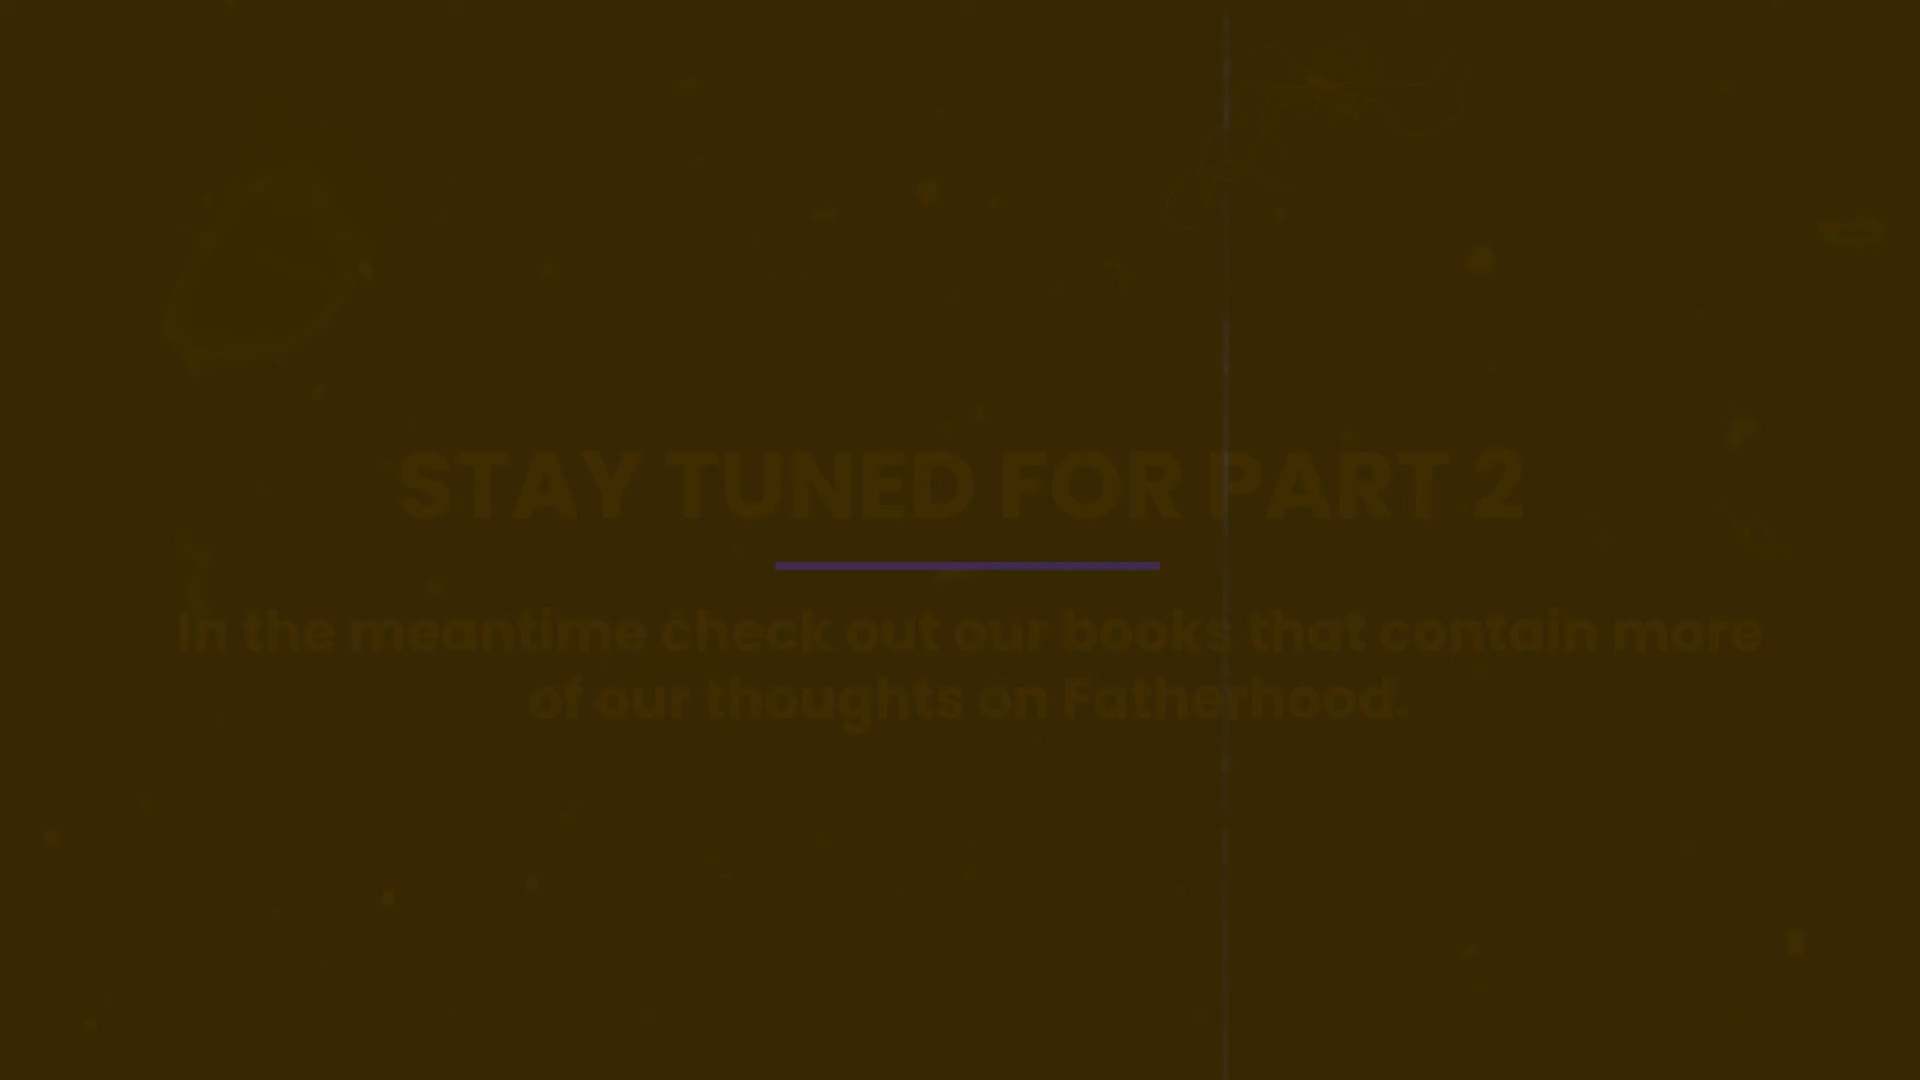 STAY TUNED FOR PART 2
In the meantime check out our books that contain more
of our thoughts on Fatherhood.